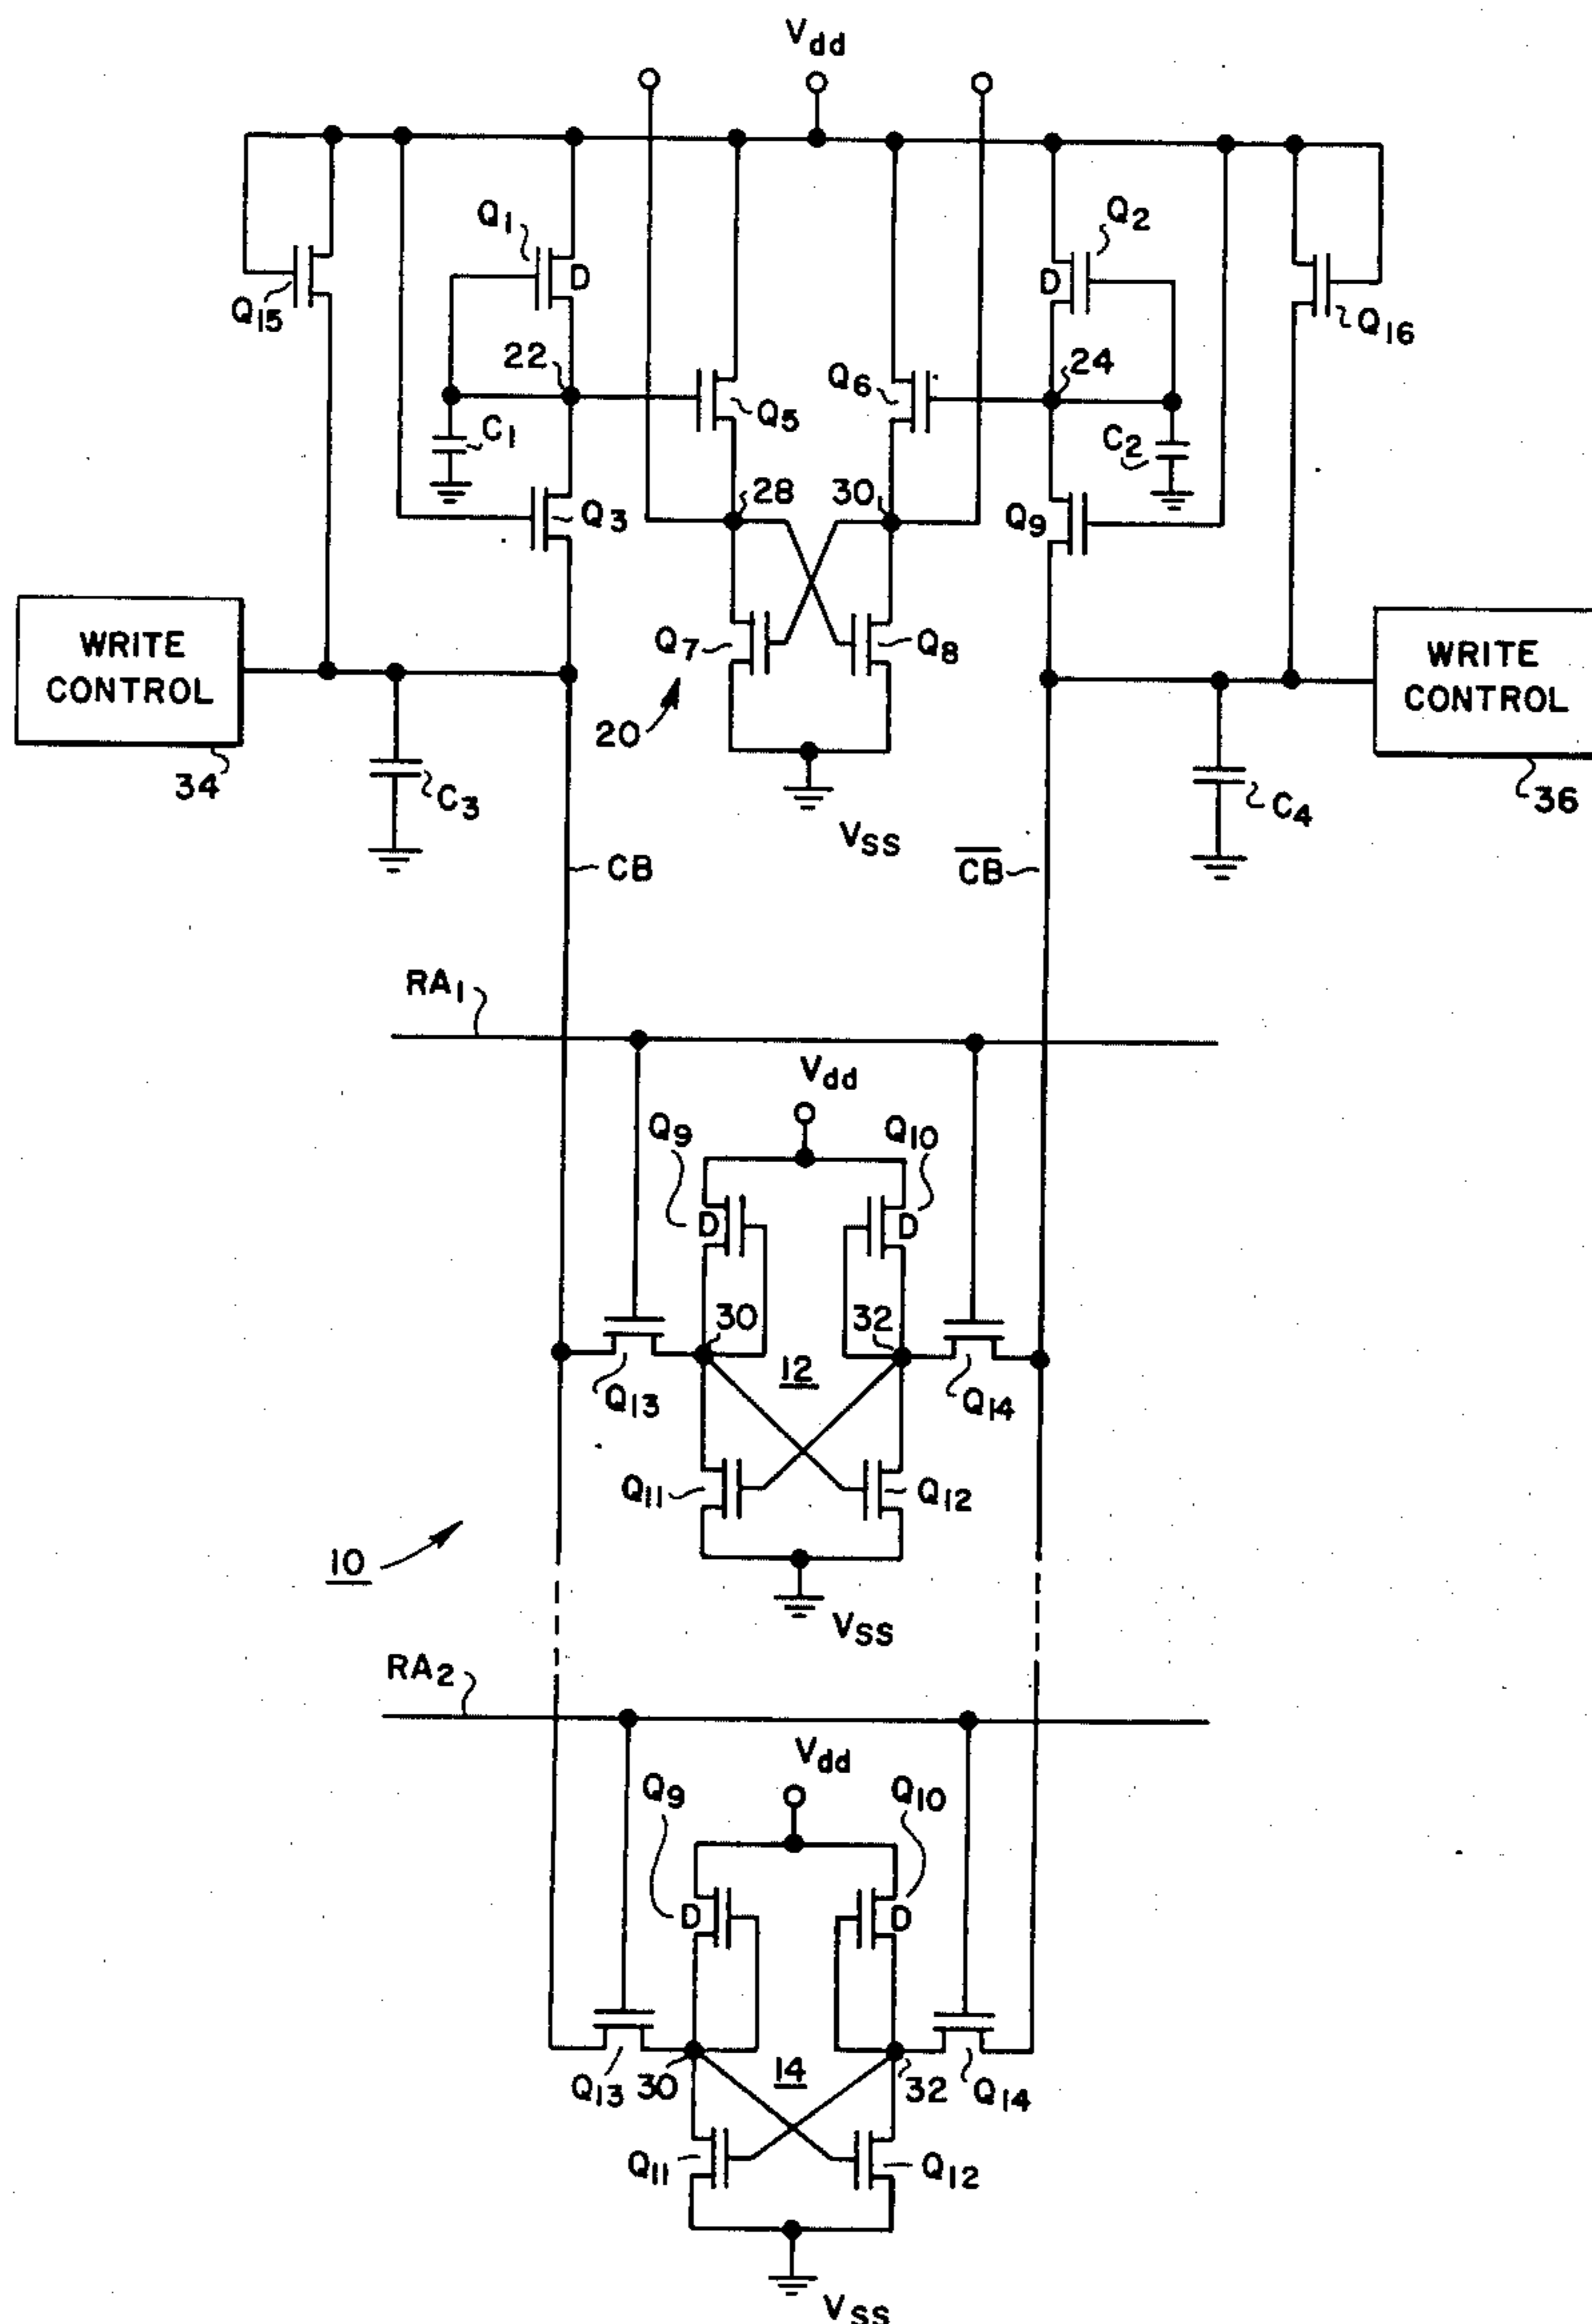 Vdd
Q1
Q2
D
D
Q15
Q16
22
24
Q5
Q6
C1
C2
28
30
Q3
Q9
WRITE
CONTROL
WRITE
CONTROL
Q7
Q8
20
34
C3
C4
36
VSS
CB
C̅B̅
RA1
Vdd
Q9
Q10
D
D
30
32
12
Q13
Q14
Q11
Q12
10
VSS
RA2
Vdd
Q9
Q10
D
D
Q13
30
14
32
Q14
Q11
Q12
VSS